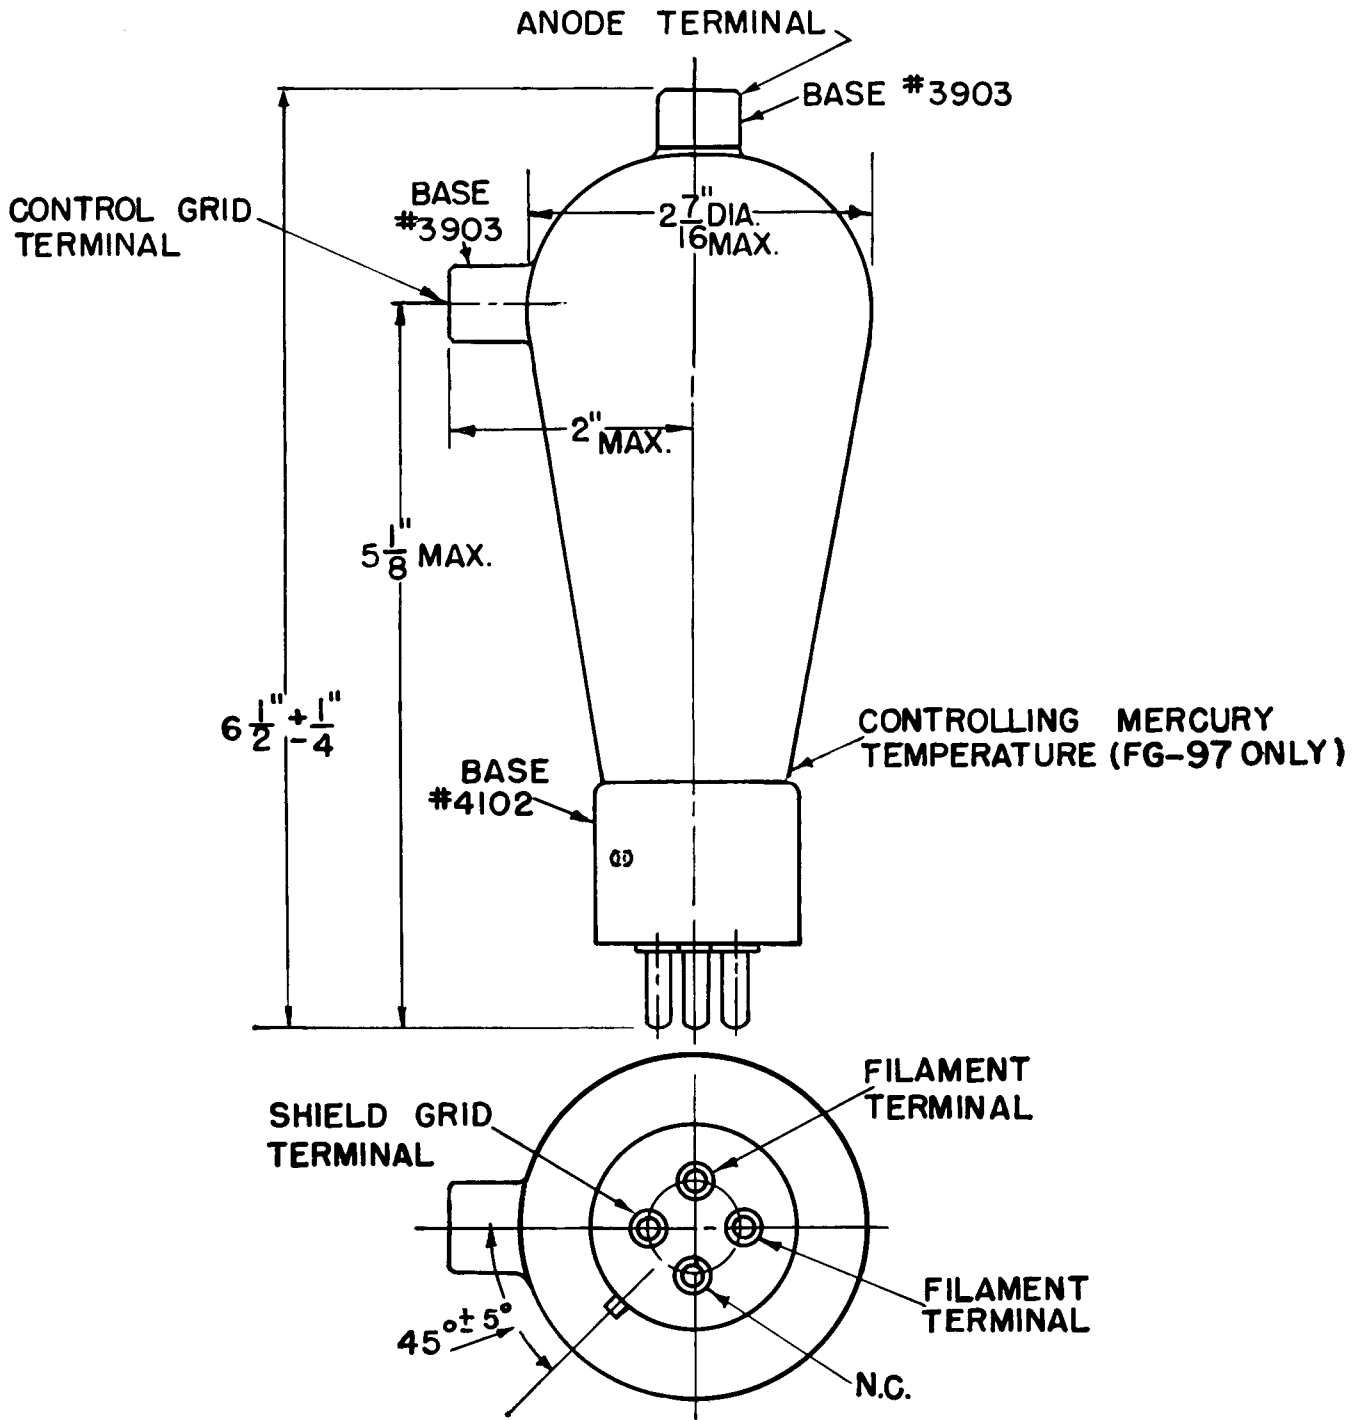 ANODE TERMINAL
BASE #3903
CONTROL GRID
TERMINAL
BASE
#3903
2 7/16" DIA.
MAX.
2" MAX.
5 1/8" MAX.
6 1/2" ± 1/4"
CONTROLLING MERCURY
TEMPERATURE (FG-97 ONLY)
BASE
#4102
FILAMENT
TERMINAL
SHIELD GRID
TERMINAL
FILAMENT
TERMINAL
45° ± 5°
N.C.